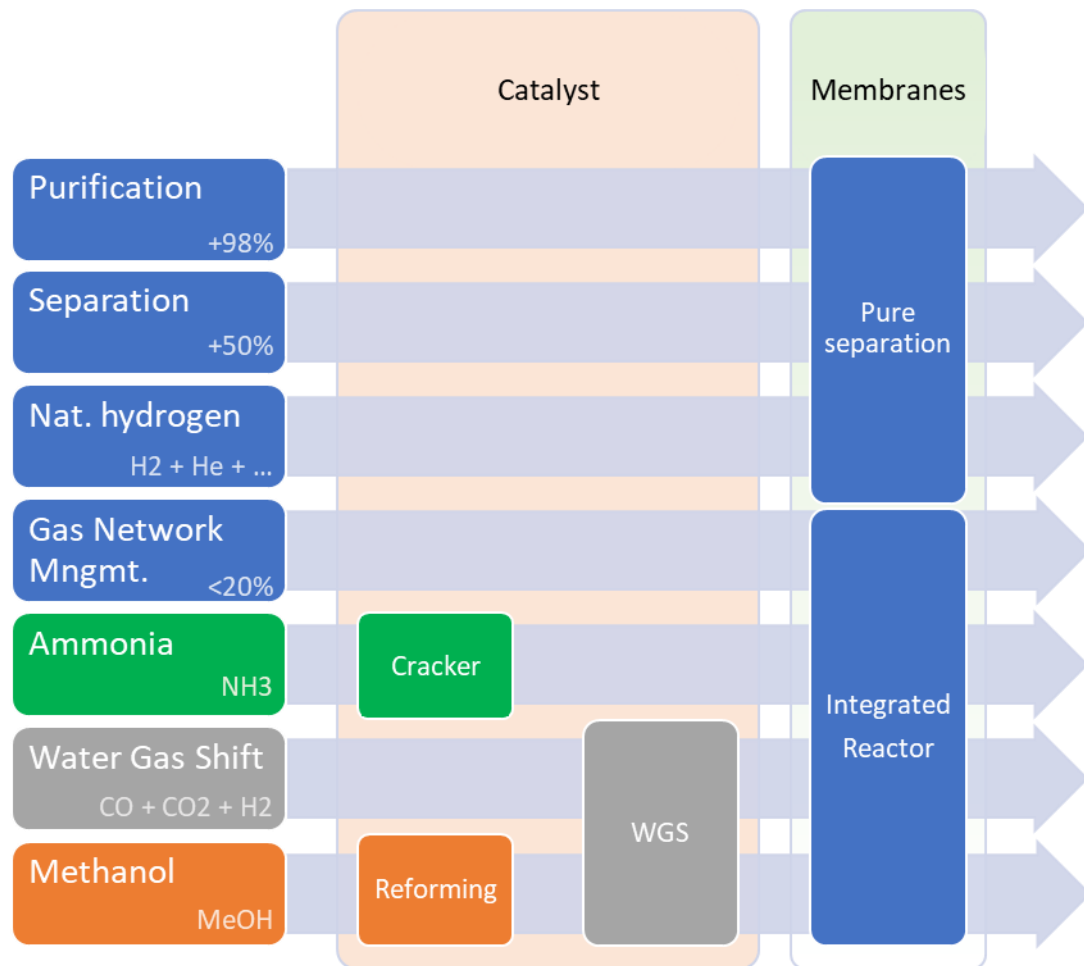 Catalyst
Membranes
Purification
+98%
Separation
+50%
Nat. hydrogen
H2 + He + ...
Gas Network
Mngmt.
<20%
Ammonia
NH3
Water Gas Shift
CO + CO2 + H2
Methanol
MeOH
Cracker
Reforming
WGS
Pure
separation
Integrated
Reactor